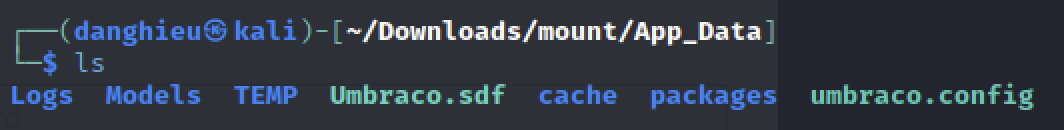 ┌──(danghieu㉿kali)-[~/Downloads/mount/App_Data]
└─$ ls
Logs  Models  TEMP  Umbraco.sdf  cache  packages  umbraco.config